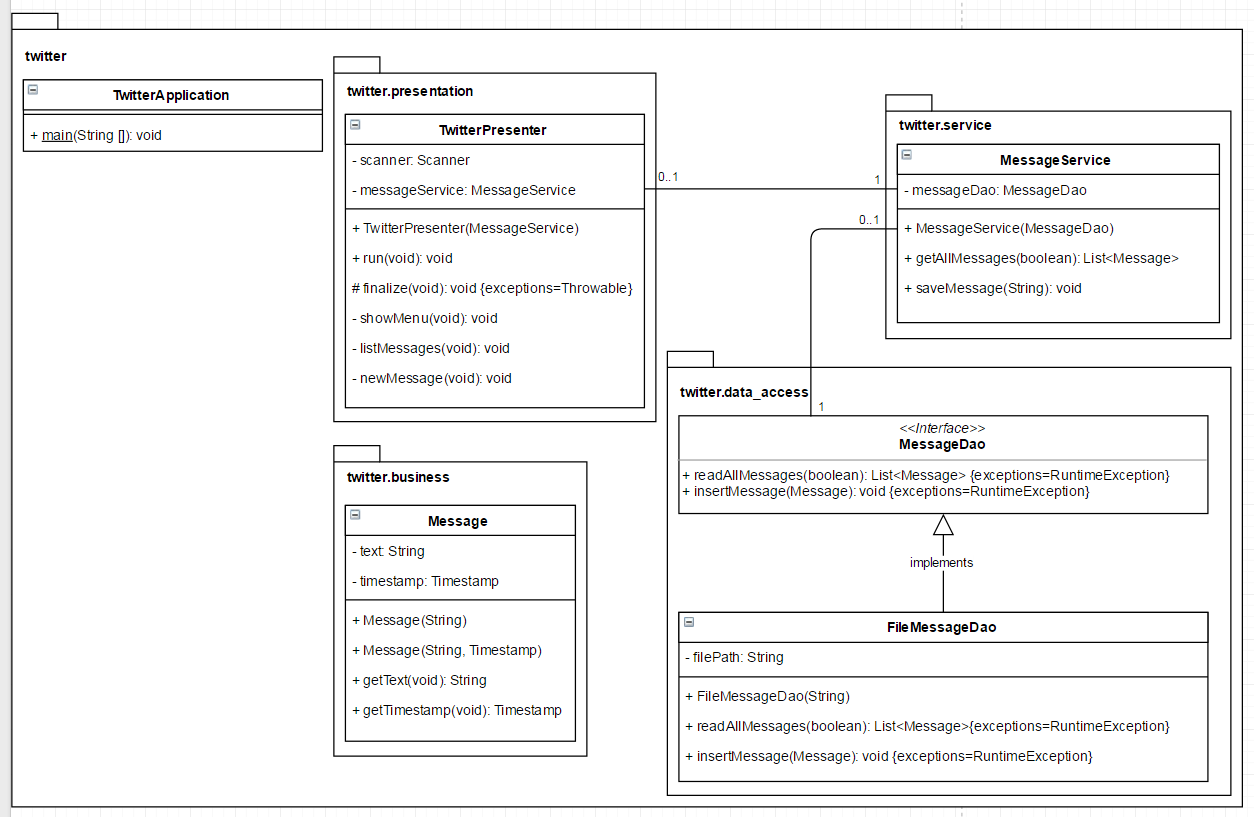 twitter
TwitterApplication
+ main(String []): void
twitter.presentation
TwitterPresenter
- scanner: Scanner
- messageService: MessageService
+ TwitterPresenter(MessageService)
+ run(void): void
# finalize(void): void {exceptions=Throwable}
- showMenu(void): void
- listMessages(void): void
- newMessage(void): void
0..1
1
twitter.service
MessageService
- messageDao: MessageDao
+ MessageService(MessageDao)
+ getAllMessages(boolean): List<Message>
+ saveMessage(String): void
0..1
1
twitter.business
Message
- text: String
- timestamp: Timestamp
+ Message(String)
+ Message(String, Timestamp)
+ getText(void): String
+ getTimestamp(void): Timestamp
twitter.data_access
<<Interface>>
MessageDao
+ readAllMessages(boolean): List<Message> {exceptions=RuntimeException}
+ insertMessage(Message): void {exceptions=RuntimeException}
implements
FileMessageDao
- filePath: String
+ FileMessageDao(String)
+ readAllMessages(boolean): List<Message>{exceptions=RuntimeException}
+ insertMessage(Message): void {exceptions=RuntimeException}